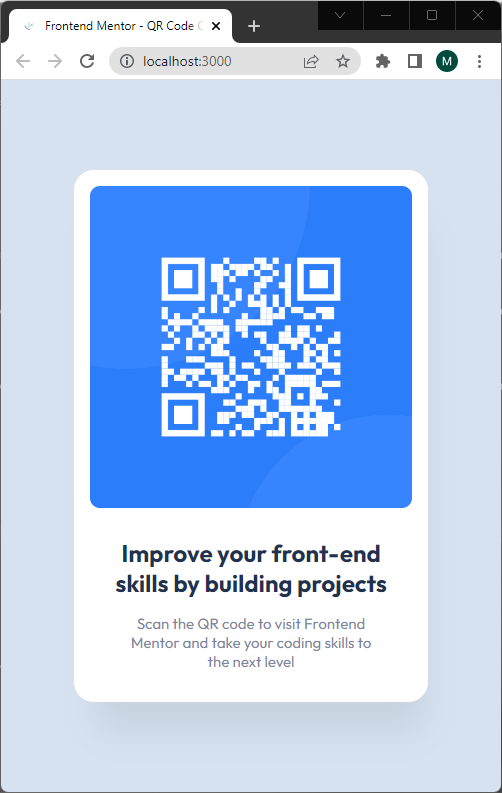 Frontend Mentor - QR Code
localhost:3000
M
Improve your front-end
skills by building projects
Scan the QR code to visit Frontend
Mentor and take your coding skills to
the next level